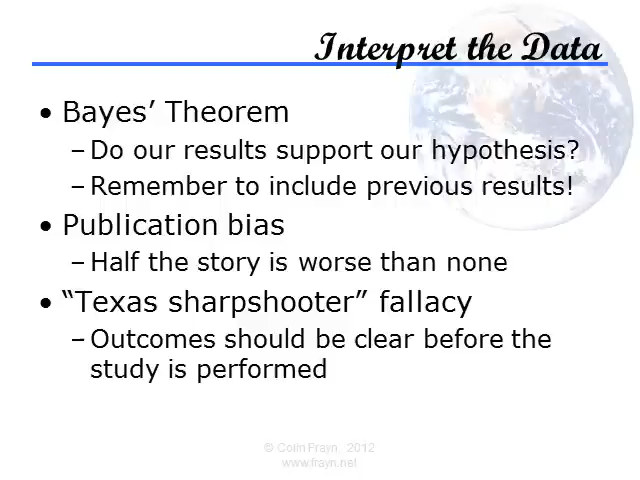 Interpret the Data
• Bayes’ Theorem
– Do our results support our hypothesis?
– Remember to include previous results!
• Publication bias
– Half the story is worse than none
• “Texas sharpshooter” fallacy
– Outcomes should be clear before the
study is performed
© Colin Frayn 2012
www.frayn.net